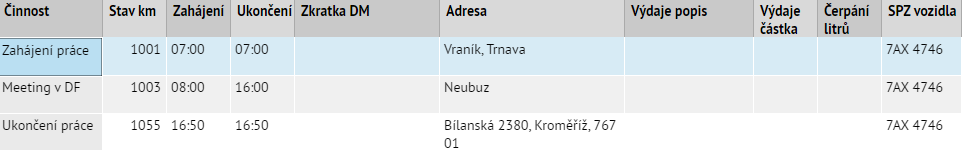 Činnost Stav km Zahájení Ukončení Zkratka DM Adresa Výdaje popis Výdaje částka Čerpání litrů SPZ vozidla
Zahájení práce 1001 07:00 07:00 Vraník, Trnava 7AX 4746
Meeting v DF 1003 08:00 16:00 Neubuz 7AX 4746
Ukončení práce 1055 16:50 16:50 Bílanská 2380, Kroměříž, 767 01 7AX 4746